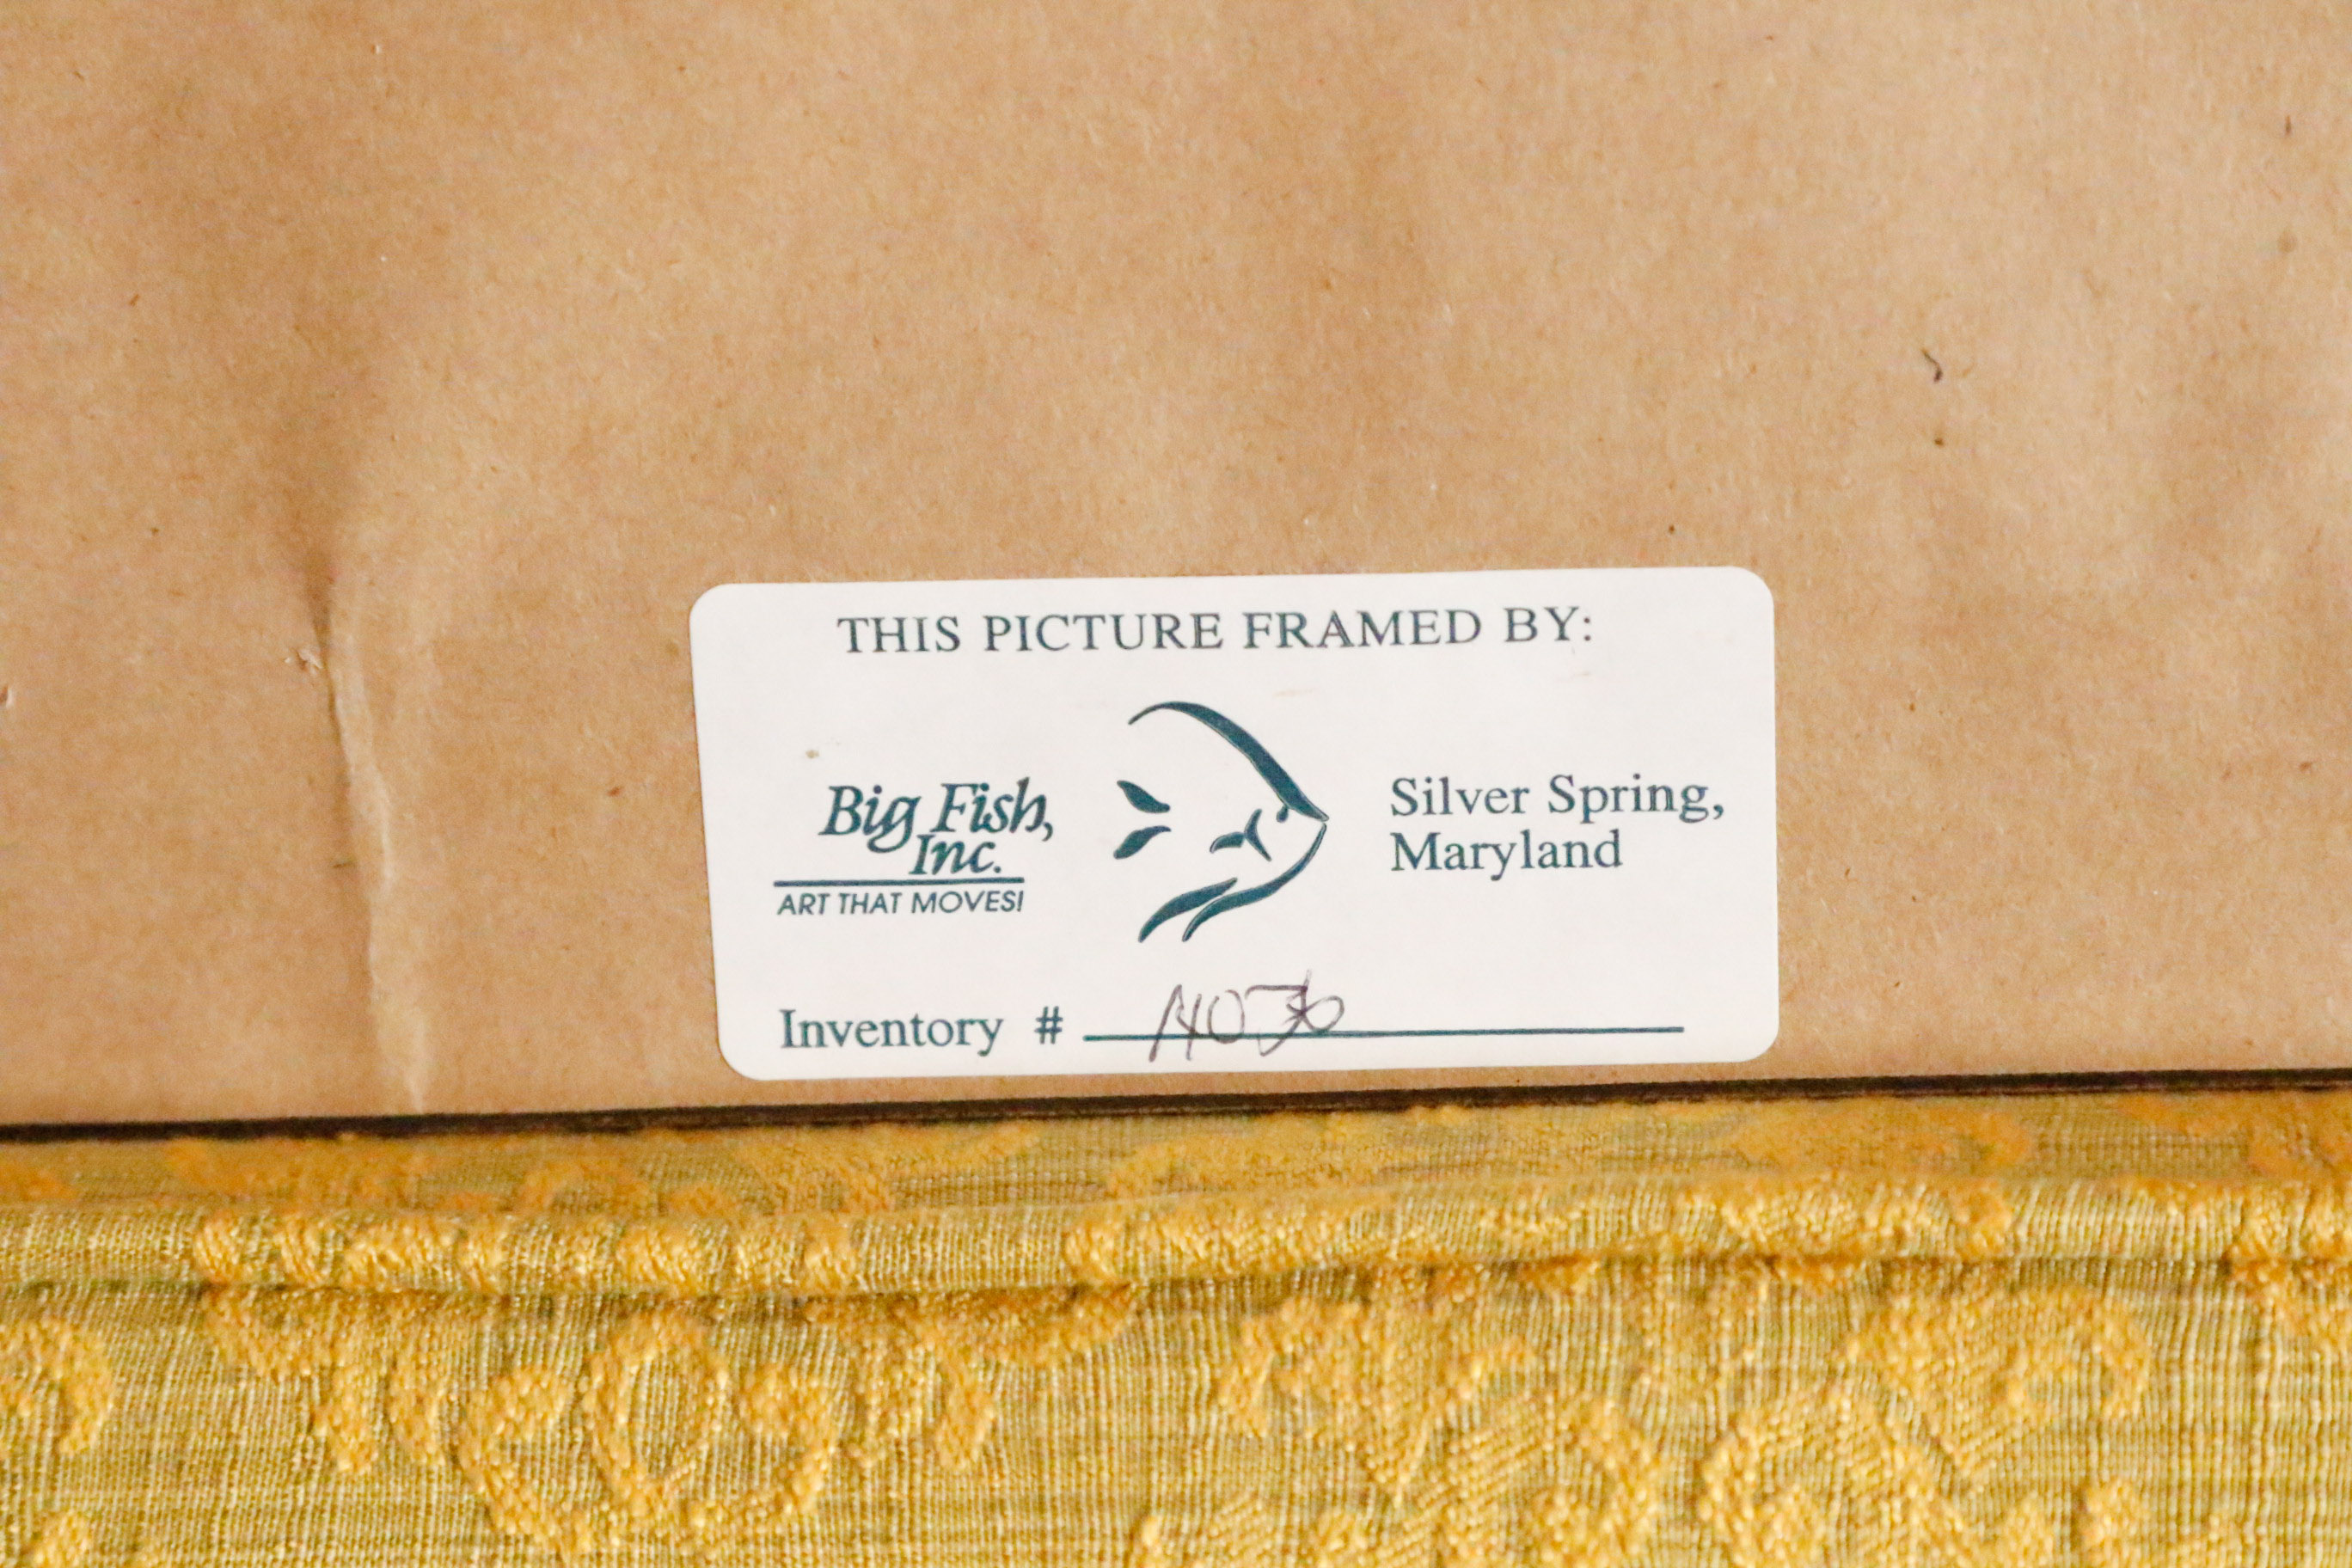 THIS PICTURE FRAMED BY:
Big Fish,
Inc.
ART THAT MOVES!
Silver Spring,
Maryland
Inventory #